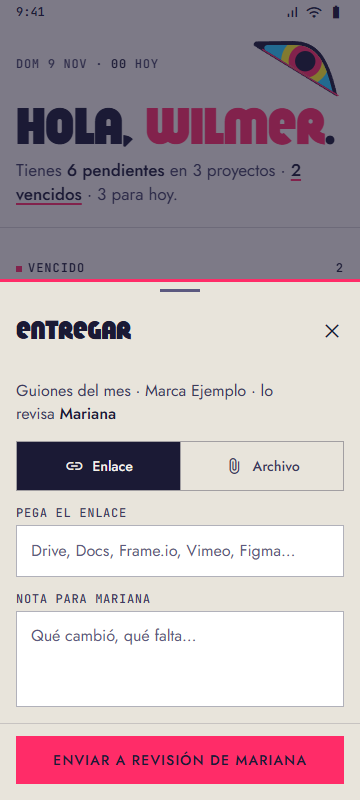 9:41
DOM 9 NOV · 00 HOY
HOLA, WILMER.
Tienes 6 pendientes en 3 proyectos · 2
vencidos · 3 para hoy.
VENCIDO 2
ENTREGAR
Guiones del mes · Marca Ejemplo · lo
revisa Mariana
Enlace Archivo
PEGA EL ENLACE
Drive, Docs, Frame.io, Vimeo, Figma...
NOTA PARA MARIANA
Qué cambió, qué falta...
ENVIAR A REVISIÓN DE MARIANA